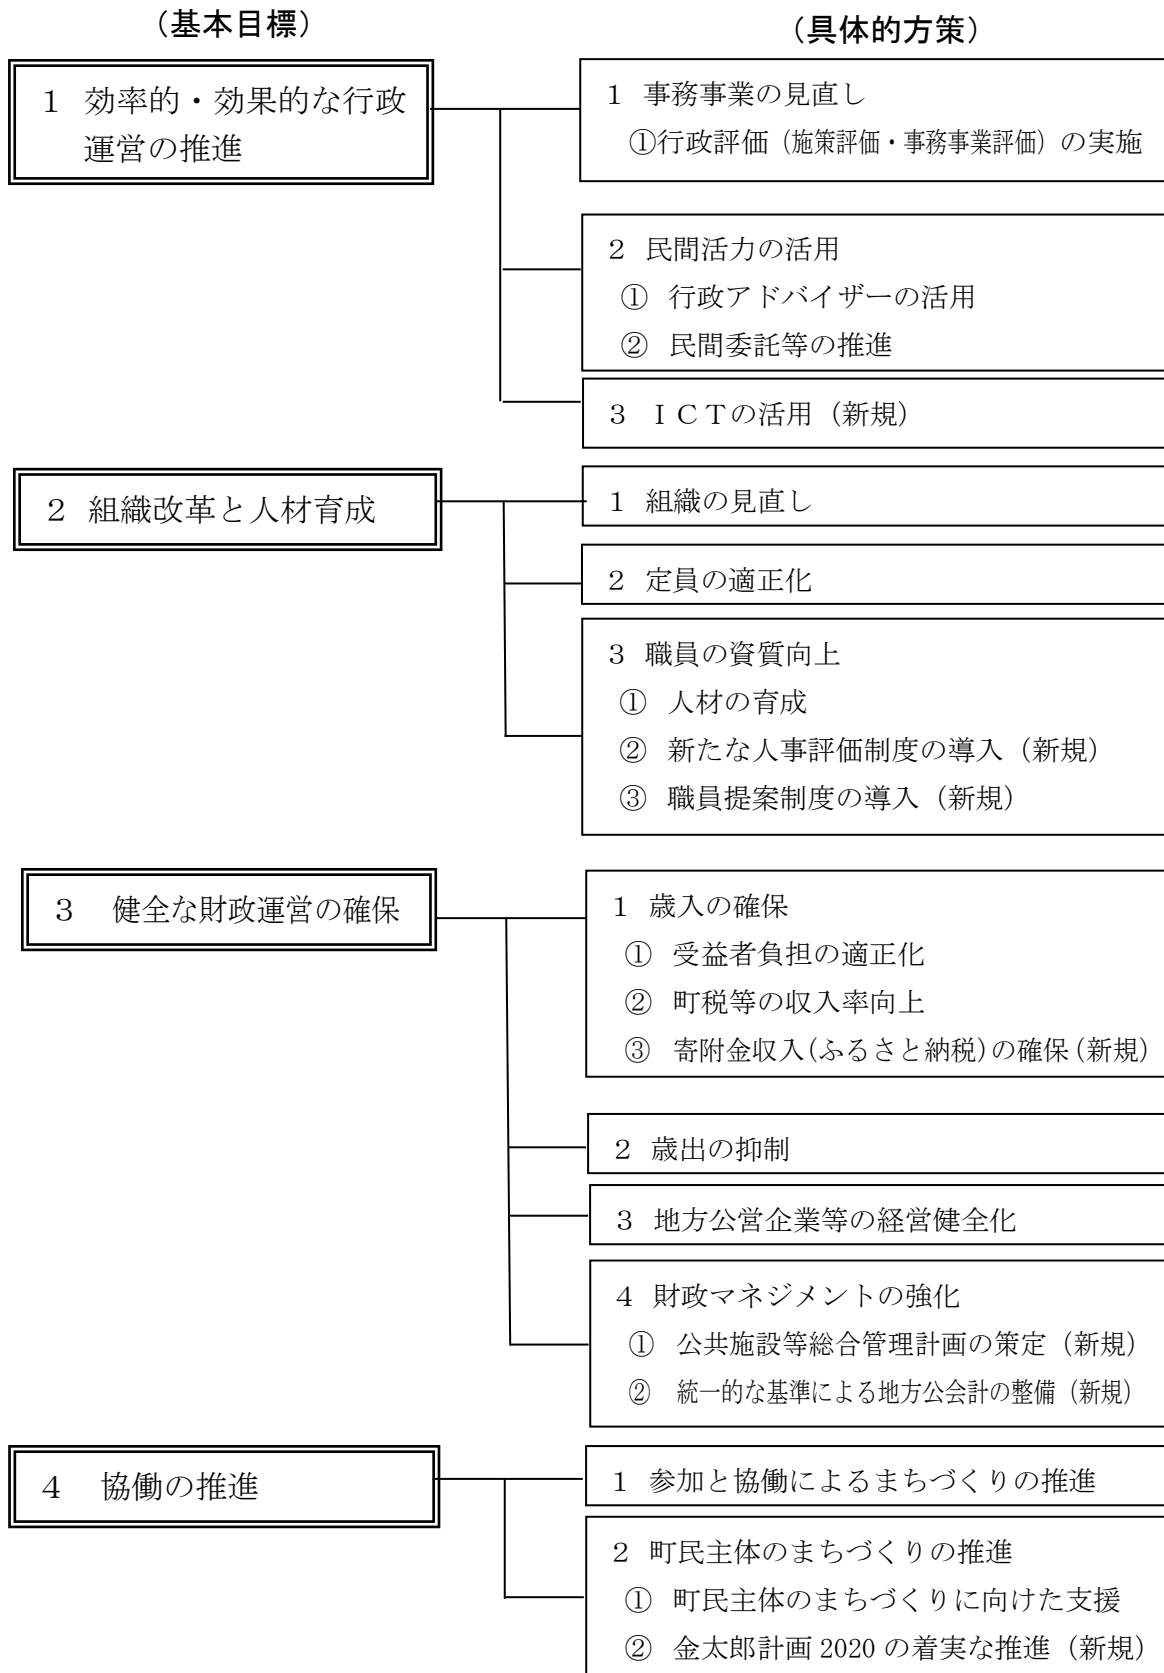 （基本目標）
（具体的方策）
１ 効率的・効果的な行政
運営の推進
１ 事務事業の見直し
①行政評価（施策評価・事務事業評価）の実施
２ 民間活力の活用
① 行政アドバイザーの活用
② 民間委託等の推進
３ ＩＣＴの活用（新規）
２ 組織改革と人材育成
１ 組織の見直し
２ 定員の適正化
３ 職員の資質向上
① 人材の育成
② 新たな人事評価制度の導入（新規）
③ 職員提案制度の導入（新規）
３ 健全な財政運営の確保
１ 歳入の確保
① 受益者負担の適正化
② 町税等の収入率向上
③ 寄附金収入(ふるさと納税)の確保(新規)
２ 歳出の抑制
３ 地方公営企業等の経営健全化
４ 財政マネジメントの強化
① 公共施設等総合管理計画の策定（新規）
② 統一的な基準による地方公会計の整備（新規）
４ 協働の推進
１ 参加と協働によるまちづくりの推進
２ 町民主体のまちづくりの推進
① 町民主体のまちづくりに向けた支援
② 金太郎計画 2020 の着実な推進（新規）